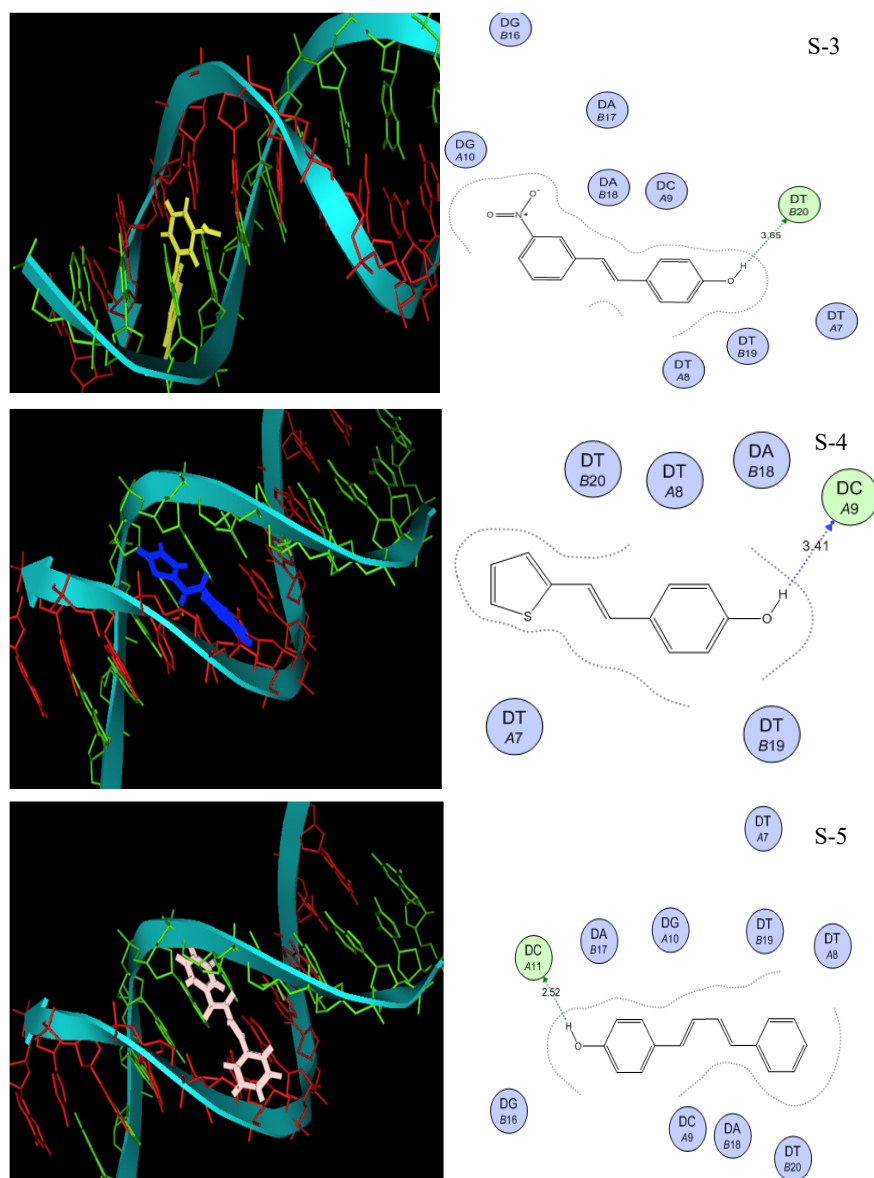 S-3
DG
B16
DA
B17
DG
A10
DA
B18
DC
A9
DT
B20
O⁻
O
N⁺
3.65
H
O
DT
A7
DT
B19
DT
A8
S-4
DT
B20
DT
A8
DA
B18
DC
A9
3.41
H
O
S
DT
A7
DT
B19
S-5
DT
A7
DC
A11
DA
B17
DG
A10
DT
B19
DT
A8
2.52
H
O
DG
B16
DC
A9
DA
B18
DT
B20